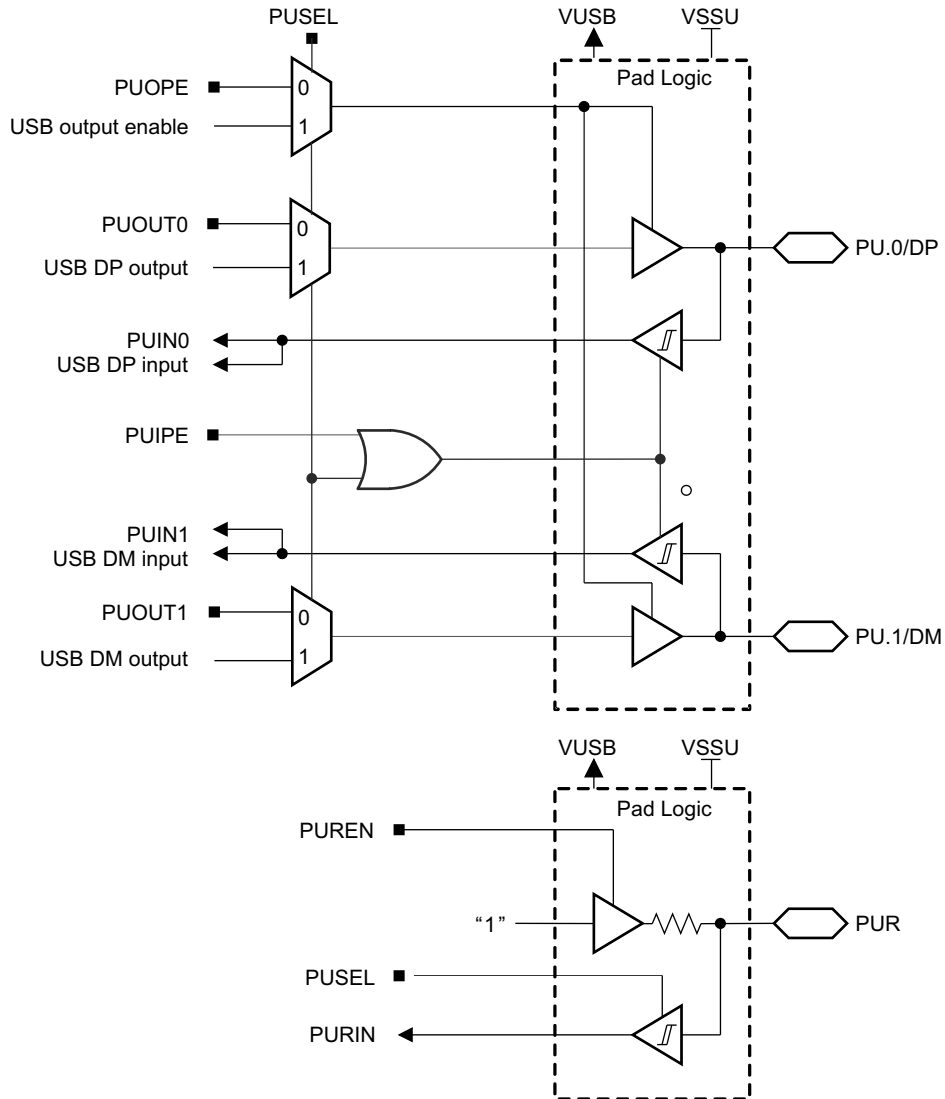 PUSEL
VUSB
VSSU
Pad Logic
PUOPE
0
USB output enable
1
PUOUT0
0
USB DP output
1
PU.0/DP
PUIN0
USB DP input
PUIPE
PUIN1
USB DM input
PUOUT1
0
USB DM output
1
PU.1/DM
VUSB
VSSU
Pad Logic
PUREN
“1”
PUR
PUSEL
PURIN